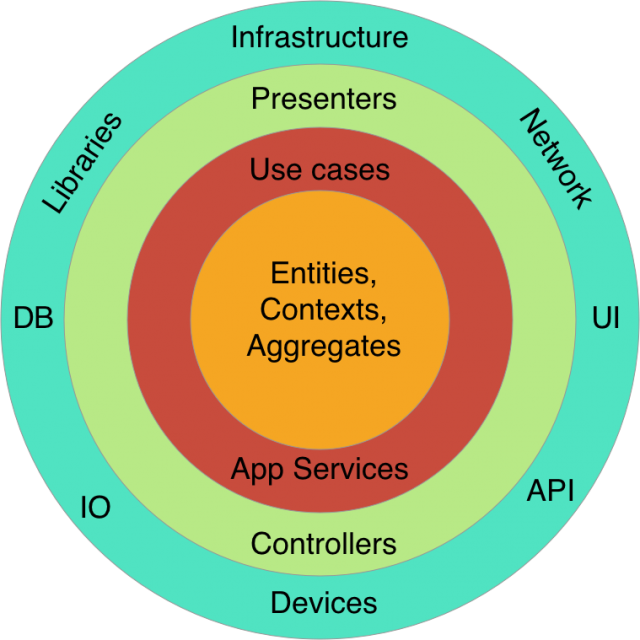 Infrastructure
Presenters
Libraries
Network
Use cases
Entities,
Contexts,
Aggregates
DB
UI
App Services
API
IO
Controllers
Devices